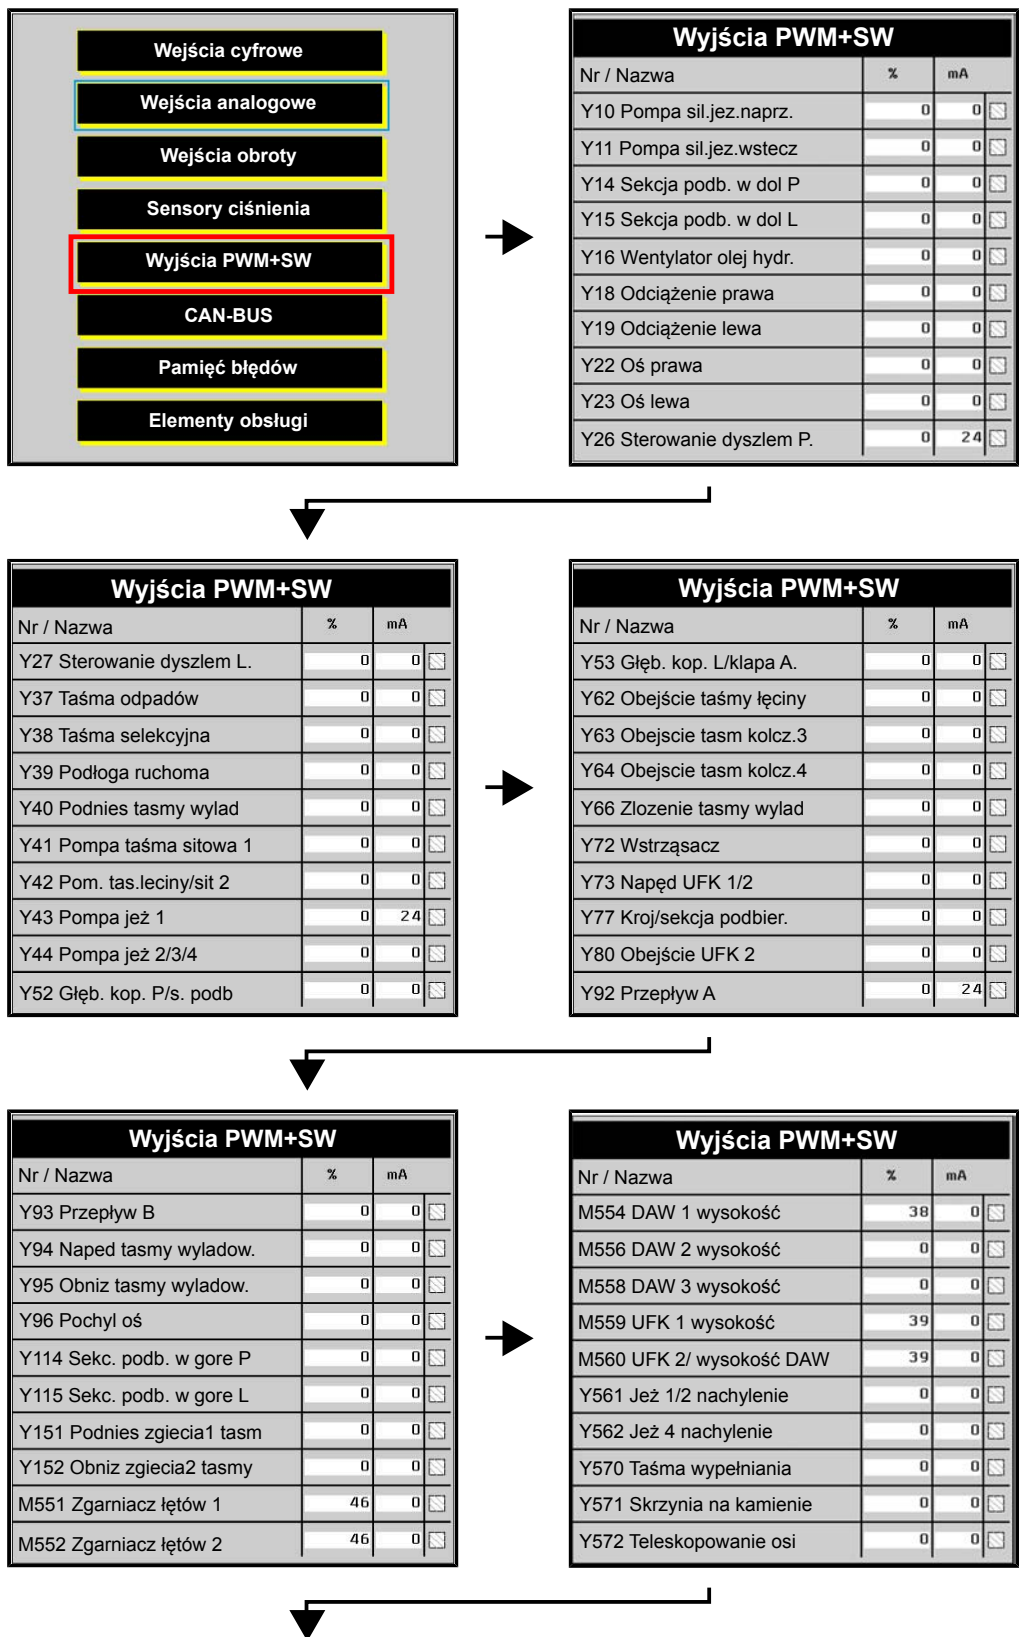 Wejścia cyfrowe
Wejścia analogowe
Wejścia obroty
Sensory ciśnienia
Wyjścia PWM+SW
CAN-BUS
Pamięć błędów
Elementy obsługi
Wyjścia PWM+SW
Nr / Nazwa % mA
Y10 Pompa sil.jez.naprz. 0 0
Y11 Pompa sil.jez.wstecz 0 0
Y14 Sekcja podb. w dol P 0 0
Y15 Sekcja podb. w dol L 0 0
Y16 Wentylator olej hydr. 0 0
Y18 Odciążenie prawa 0 0
Y19 Odciążenie lewa 0 0
Y22 Oś prawa 0 0
Y23 Oś lewa 0 0
Y26 Sterowanie dyszlem P. 0 24
Wyjścia PWM+SW
Nr / Nazwa % mA
Y27 Sterowanie dyszlem L. 0 0
Y37 Taśma odpadów 0 0
Y38 Taśma selekcyjna 0 0
Y39 Podłoga ruchoma 0 0
Y40 Podnies tasmy wylad 0 0
Y41 Pompa taśma sitowa 1 0 0
Y42 Pom. tas.leciny/sit 2 0 0
Y43 Pompa jeż 1 0 24
Y44 Pompa jeż 2/3/4 0 0
Y52 Głęb. kop. P/s. podb 0 0
Wyjścia PWM+SW
Nr / Nazwa % mA
Y53 Głęb. kop. L/klapa A. 0 0
Y62 Obejście taśmy łęciny 0 0
Y63 Obejscie tasm kolcz.3 0 0
Y64 Obejscie tasm kolcz.4 0 0
Y66 Zlozenie tasmy wylad 0 0
Y72 Wstrząsacz 0 0
Y73 Napęd UFK 1/2 0 0
Y77 Kroj/sekcja podbier. 0 0
Y80 Obejście UFK 2 0 0
Y92 Przepływ A 0 24
Wyjścia PWM+SW
Nr / Nazwa % mA
Y93 Przepływ B 0 0
Y94 Naped tasmy wyladow. 0 0
Y95 Obniz tasmy wyladow. 0 0
Y96 Pochyl oś 0 0
Y114 Sekc. podb. w gore P 0 0
Y115 Sekc. podb. w gore L 0 0
Y151 Podnies zgiecia1 tasm 0 0
Y152 Obniz zgiecia2 tasmy 0 0
M551 Zgarniacz łętów 1 46 0
M552 Zgarniacz łętów 2 46 0
Wyjścia PWM+SW
Nr / Nazwa % mA
M554 DAW 1 wysokość 38 0
M556 DAW 2 wysokość 0 0
M558 DAW 3 wysokość 0 0
M559 UFK 1 wysokość 39 0
M560 UFK 2/ wysokość DAW 39 0
Y561 Jeż 1/2 nachylenie 0 0
Y562 Jeż 4 nachylenie 0 0
Y570 Taśma wypełniania 0 0
Y571 Skrzynia na kamienie 0 0
Y572 Teleskopowanie osi 0 0